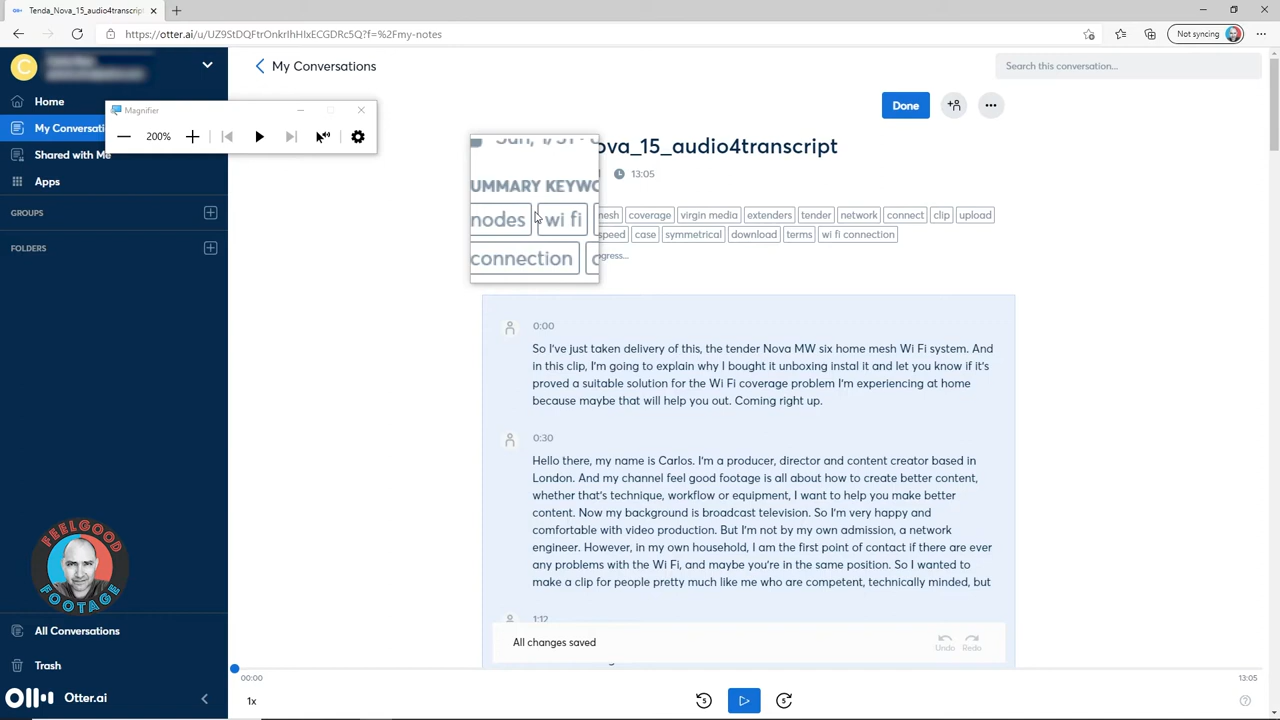 Tenda_Nova_15_audio4transcript
https://otter.ai/u/UZ9StDQFtrOnkrIhHIxECGDRc5Q?f=%2Fmy-notes
Not syncing
C
My Conversations
Search this conversation...
Home
Magnifier
My Conversati
200%
Done
Shared with Me
ova_15_audio4transcript
Sun, 1/31
13:05
Apps
UMMARY KEYWO
GROUPS
nodes wi fi
mesh coverage virgin media extenders tender network connect clip upload
speed case symmetrical download terms wi fi connection
FOLDERS
connection
gress...
0:00
So I've just taken delivery of this, the tender Nova MW six home mesh Wi Fi system. And
in this clip, I'm going to explain why I bought it unboxing instal it and let you know if it's
proved a suitable solution for the Wi Fi coverage problem I'm experiencing at home
because maybe that will help you out. Coming right up.
0:30
Hello there, my name is Carlos. I'm a producer, director and content creator based in
London. And my channel feel good footage is all about how to create better content,
whether that's technique, workflow or equipment, I want to help you make better
content. Now my background is broadcast television. So I'm very happy and
comfortable with video production. But I'm not by my own admission, a network
engineer. However, in my own household, I am the first point of contact if there are ever
any problems with the Wi Fi, and maybe you're in the same position. So I wanted to
make a clip for people pretty much like me who are competent, technically minded, but
FEELGOOD
FOOTAGE
1:12
All Conversations
All changes saved
Undo Redo
Trash
00:00
13:05
Otter.ai
1x
5
5